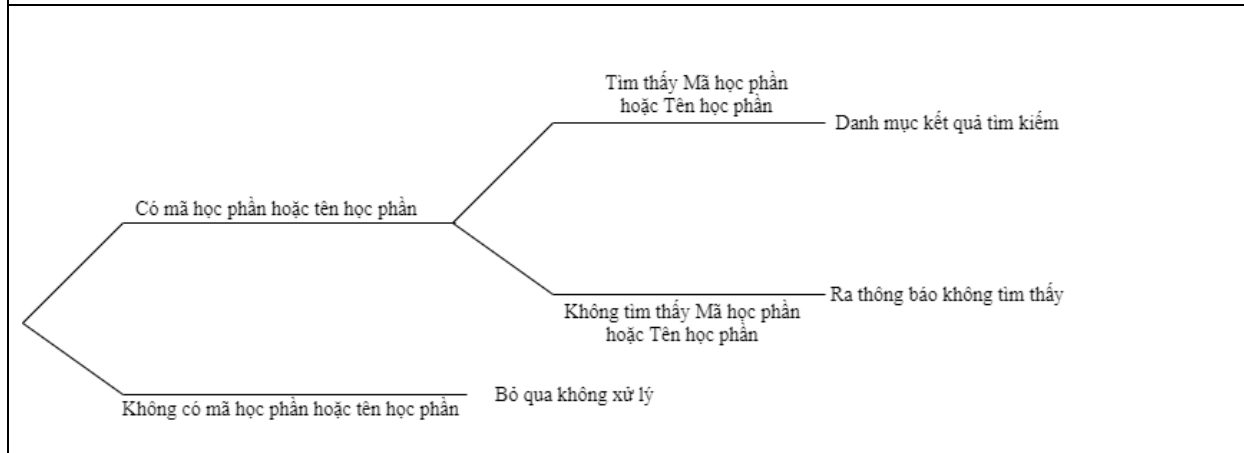 Tìm thấy Mã học phần
hoặc Tên học phần
Danh mục kết quả tìm kiếm
Có mã học phần hoặc tên học phần
Ra thông báo không tìm thấy
Không tìm thấy Mã học phần
hoặc Tên học phần
Bỏ qua không xử lý
Không có mã học phần hoặc tên học phần